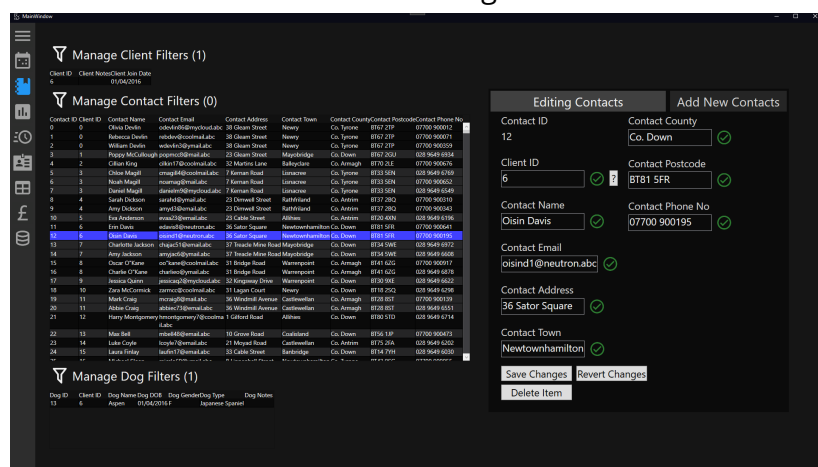 MainWindow
Manage Client Filters (1)
Client ID Client Notes Client Join Date
6 01/04/2016
Manage Contact Filters (0)
Contact ID Client ID Contact Name Contact Email Contact Address Contact Town Contact County Contact Postcode Contact Phone No
0 0 Olivia Devlin odevlin86@mycloud.abc 38 Gleam Street Newry Co. Tyrone BT67 2TP 07700 900012
1 0 Rebecca Devlin rebdev@coolmail.abc 38 Gleam Street Newry Co. Tyrone BT67 2TP 07700 900071
2 0 William Devlin wdevlin3@ymail.abc 38 Gleam Street Newry Co. Tyrone BT67 2TP 07700 900359
3 1 Poppy McCullough popmcc8@mail.abc 23 Gleam Street Mayobridge Co. Down BT67 2GU 028 9649 6934
4 2 Cillian King cilkin17@coolmail.abc 32 Martins Lane Balleyclare Co. Armagh BT70 2LE 07700 900676
5 3 Chloe Magill cmagill4@coolmail.abc 7 Kernan Road Lisnacree Co. Tyrone BT33 5EN 028 9649 6769
6 3 Noah Magill noamag@mail.abc 7 Kernan Road Lisnacree Co. Tyrone BT33 5EN 07700 900652
7 3 Daniel Magill danielm9@mycloud.abc 7 Kernan Road Lisnacree Co. Tyrone BT33 5EN 028 9649 6549
8 4 Sarah Dickson sarahd@ymail.abc 23 Dimwell Street Rathfriland Co. Antrim BT37 2BQ 07700 900310
9 4 Amy Dickson amyd3@email.abc 23 Dimwell Street Rathfriland Co. Antrim BT37 2BQ 07700 900343
10 5 Eva Anderson evaa23@email.abc 23 Cable Street Allihies Co. Antrim BT20 4XN 028 9649 6196
11 6 Erin Davis edavis8@neutron.abc 36 Sator Square Newtownhamilton Co. Down BT81 5FR 07700 900641
12 6 Oisin Davis oisind1@neutron.abc 36 Sator Square Newtownhamilton Co. Down BT81 5FR 07700 900195
13 7 Charlotte Jackson chajac51@email.abc 37 Treacle Mine Road Mayobridge Co. Down BT34 5WE 028 9649 6972
14 7 Amy Jackson amyjac6@ymail.abc 37 Treacle Mine Road Mayobridge Co. Down BT34 5WE 028 9649 6608
15 8 Oscar O"Kane oo"kane@coolmail.abc 31 Bridge Road Warrenpoint Co. Armagh BT41 6ZG 07700 900917
16 8 Charlie O"Kane charlieo@ymail.abc 31 Bridge Road Warrenpoint Co. Armagh BT41 6ZG 028 9649 6878
17 9 Jessica Quinn jessicaq2@mycloud.abc 32 Kingsway Drive Warrenpoint Co. Down BT30 9XE 028 9649 6622
18 10 Zara McCormick zarmcc@coolmail.abc 31 Lagan Court Newry Co. Down BT18 2SQ 028 9649 6298
19 11 Mark Craig mcraig8@mail.abc 36 Windmill Avenue Castlewellan Co. Armagh BT28 8ST 07700 900139
20 11 Abbie Craig abbiec73@email.abc 36 Windmill Avenue Castlewellan Co. Armagh BT28 8ST 028 9649 6551
21 12 Harry Montgomery hmontgomery7@coolma 1 Gilford Road Allihies Co. Down BT80 5TD 028 9649 6714
il.abc
22 13 Max Bell mbell48@email.abc 10 Grove Road Coalisland Co. Down BT56 1JP 07700 900473
23 14 Luke Coyle lcoyle7@email.abc 21 Moyad Road Castlewellan Co. Antrim BT75 2FA 028 9649 6202
24 15 Laura Finlay laufin17@email.abc 33 Cable Street Banbridge Co. Down BT14 7YH 028 9649 6030
Manage Dog Filters (1)
Dog ID Client ID Dog Name Dog DOB Dog Gender Dog Type Dog Notes
13 6 Aspen 01/04/2016 F Japanese Spaniel
Editing Contacts Add New Contacts
Contact ID Contact County
12 Co. Down
Client ID Contact Postcode
6 ? BT81 5FR
Contact Name Contact Phone No
Oisin Davis 07700 900195
Contact Email
oisind1@neutron.abc
Contact Address
36 Sator Square
Contact Town
Newtownhamilton
Save Changes Revert Changes
Delete Item